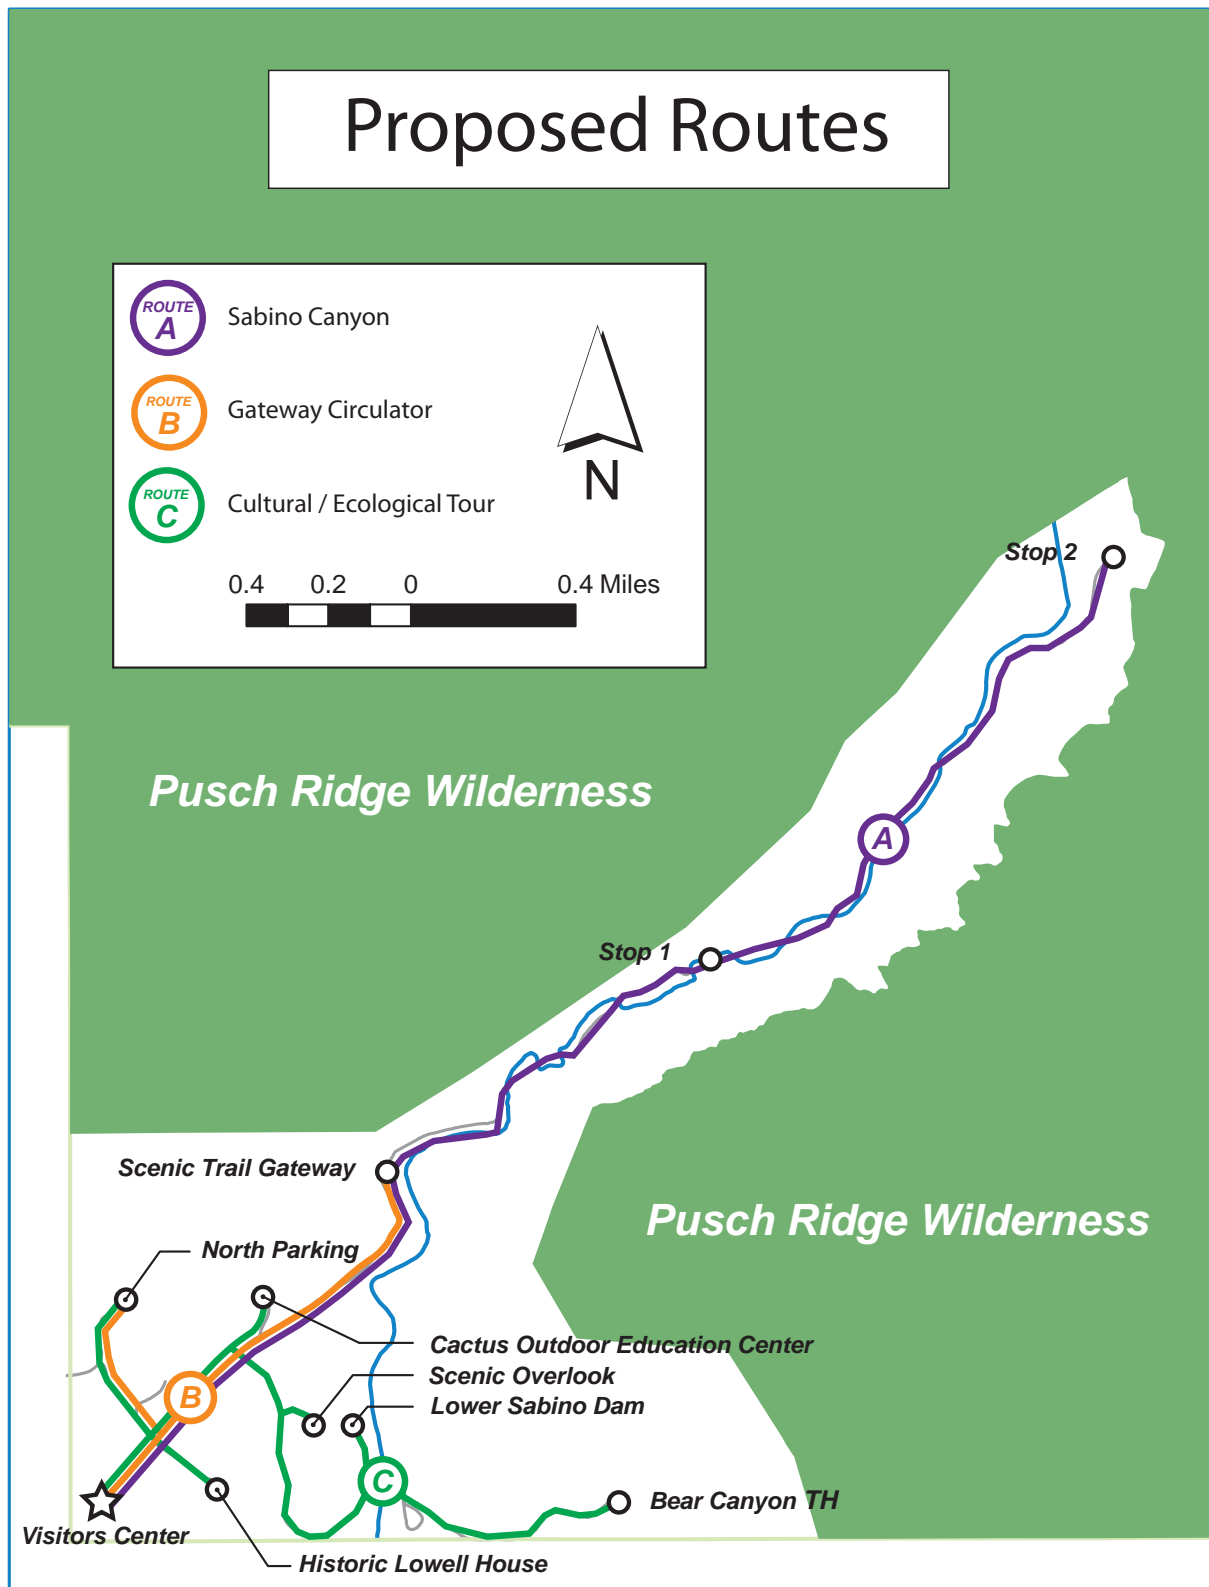 Proposed Routes
ROUTE
A
Sabino Canyon
ROUTE
B
Gateway Circulator
ROUTE
C
Cultural / Ecological Tour
N
0.4 0.2 0 0.4 Miles
Stop 2
Pusch Ridge Wilderness
A
Stop 1
Scenic Trail Gateway
Pusch Ridge Wilderness
North Parking
Cactus Outdoor Education Center
Scenic Overlook
B
Lower Sabino Dam
C
Bear Canyon TH
Visitors Center
Historic Lowell House